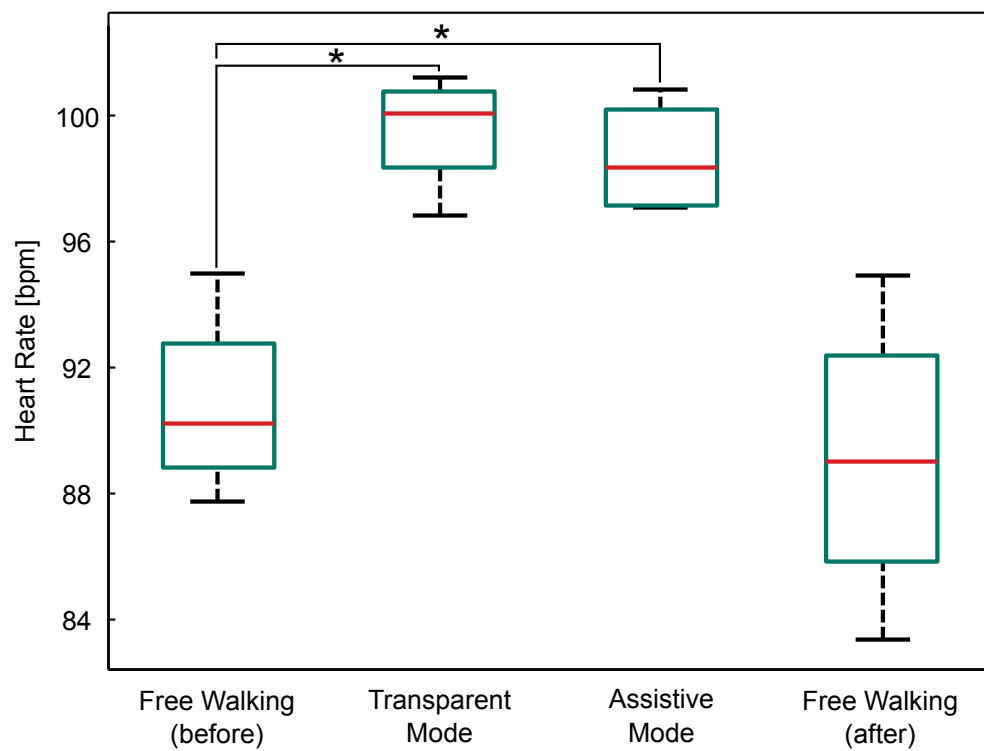 *
*
100
96
92
88
84
Heart Rate [bpm]
Free Walking
(before)
Transparent
Mode
Assistive
Mode
Free Walking
(after)